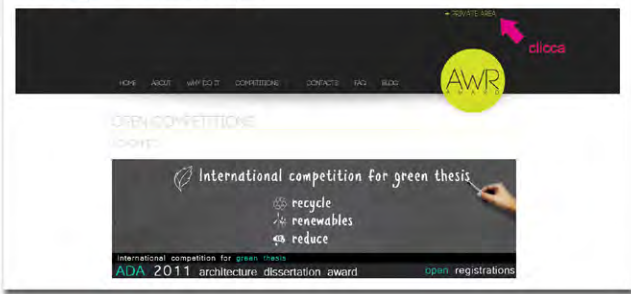 + PRIVATE AREA
clicca
HOME ABOUT WHY DO IT COMPETITIONS CONTACTS FAQ BLOG
AWR
AWARD
OPEN COMPETITIONS
International competition for green thesis
recycle
renewables
reduce
international competition for green thesis
ADA 2011 architecture dissertation award open registrations